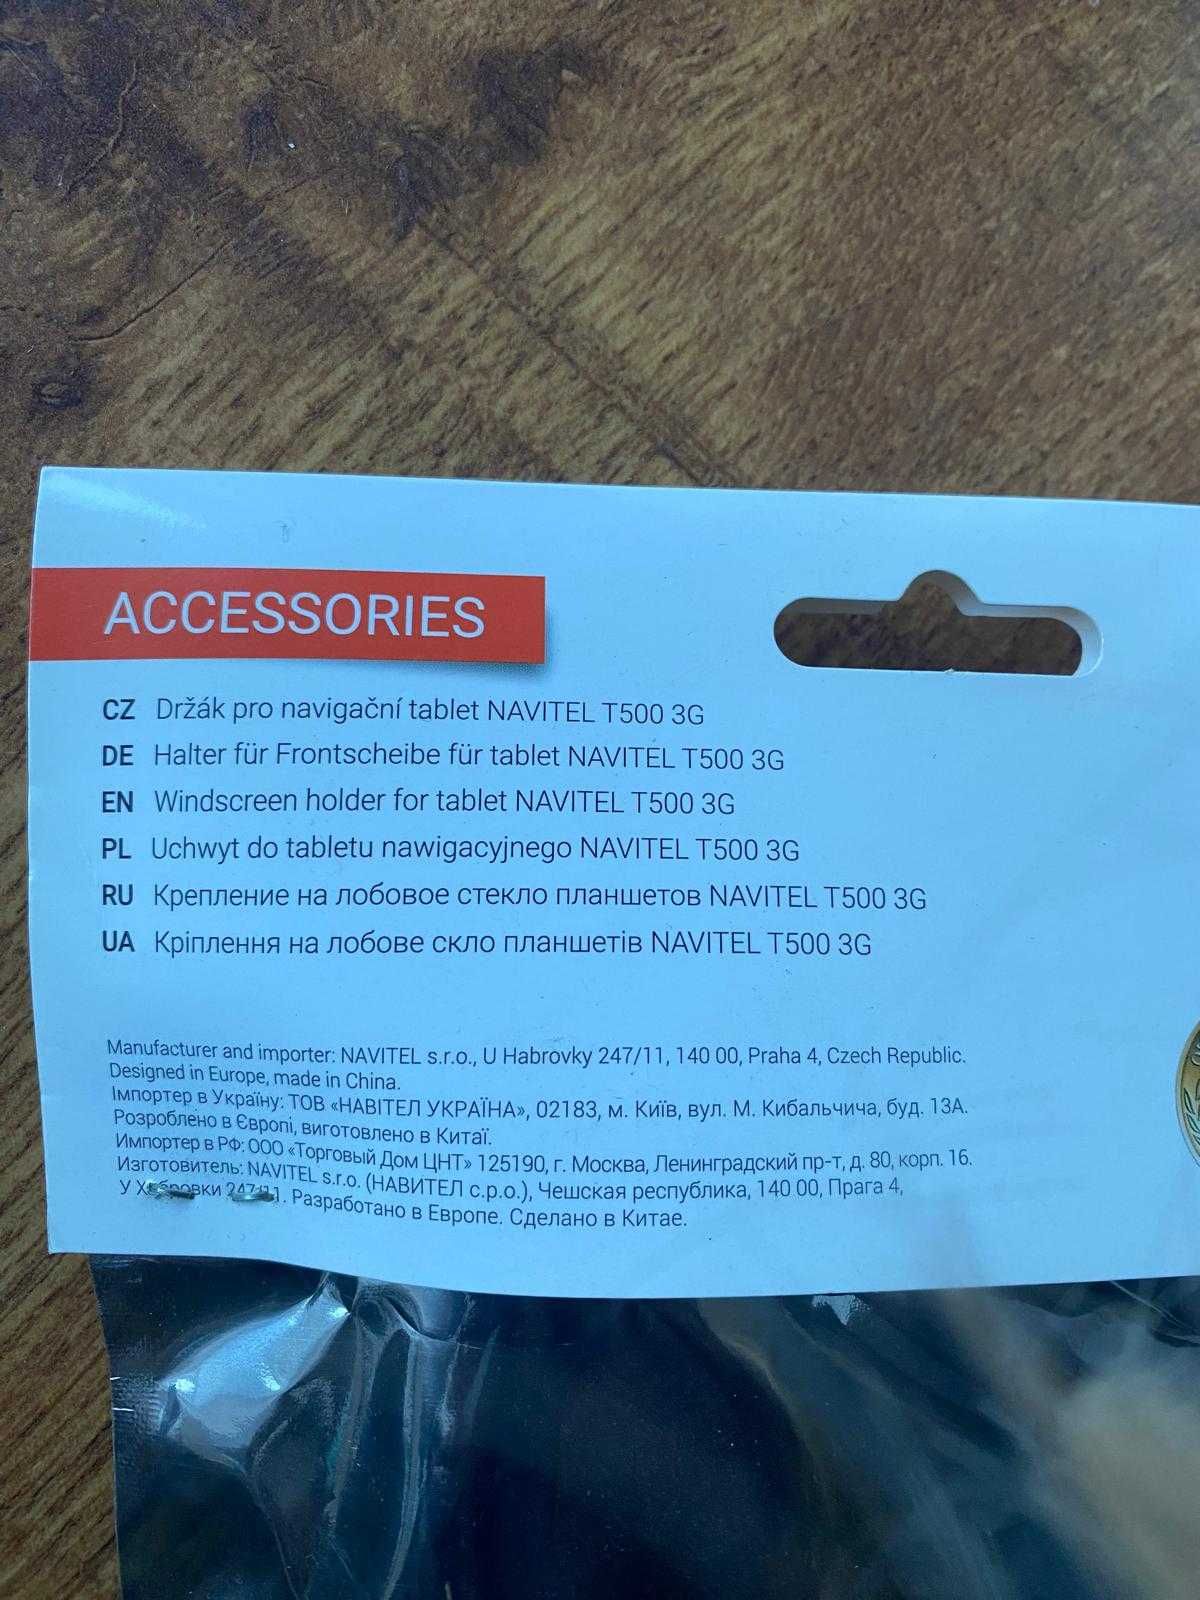 ACCESSORIES
CZ Držák pro navigační tablet NAVITEL T500 3G
DE Halter für Frontscheibe für tablet NAVITEL T500 3G
EN Windscreen holder for tablet NAVITEL T500 3G
PL Uchwyt do tabletu nawigacyjnego NAVITEL T500 3G
RU Крепление на лобовое стекло планшетов NAVITEL T500 3G
UA Кріплення на лобове скло планшетів NAVITEL T500 3G
Manufacturer and importer: NAVITEL s.r.o., U Habrovky 247/11, 140 00, Praha 4, Czech Republic.
Designed in Europe, made in China.
Імпортер в Україну: ТОВ «НАВІТЕЛ УКРАЇНА», 02183, м. Київ, вул. М. Кибальчича, буд. 13А.
Розроблено в Європі, виготовлено в Китаї.
Импортер в РФ: ООО «Торговый Дом ЦНТ» 125190, г. Москва, Ленинградский пр-т, д. 80, корп. 16.
Изготовитель: NAVITEL s.r.o. (НАВИТЕЛ с.р.о.), Чешская республика, 140 00, Прага 4,
У Хабровки 247/11. Разработано в Европе. Сделано в Китае.